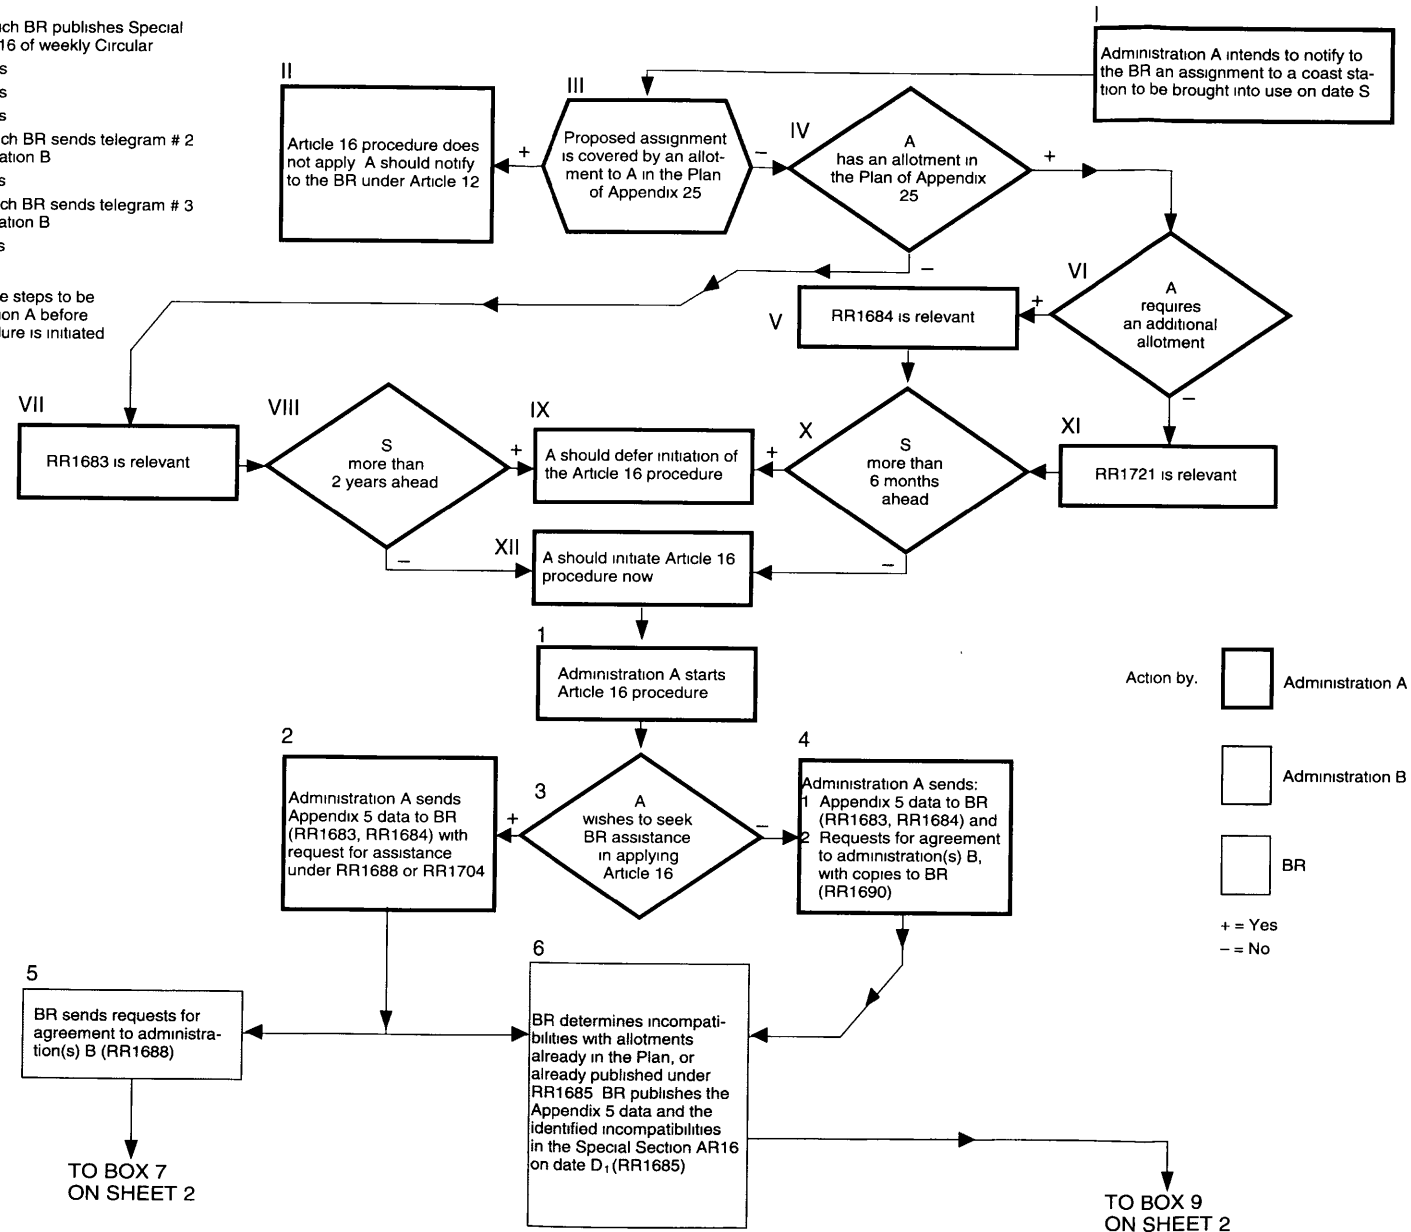 ch BR publishes Special
16 of weekly Circular
s
s
s
ch BR sends telegram # 2
ation B
s
ch BR sends telegram # 3
ation B
s
e steps to be
ion A before
dure is initiated
I
Administration A intends to notify to
the BR an assignment to a coast sta-
tion to be brought into use on date S
II
Article 16 procedure does
not apply A should notify
to the BR under Article 12
+
III
Proposed assignment
is covered by an allot-
ment to A in the Plan
of Appendix 25
–
IV
A
has an allotment in
the Plan of Appendix
25
+
–
VI
A
requires
an additional
allotment
+
–
V
RR1684 is relevant
VII
RR1683 is relevant
VIII
S
more than
2 years ahead
+
–
IX
A should defer initiation of
the Article 16 procedure
+
X
S
more than
6 months
ahead
–
XI
RR1721 is relevant
XII
A should initiate Article 16
procedure now
1
Administration A starts
Article 16 procedure
2
Administration A sends
Appendix 5 data to BR
(RR1683, RR1684) with
request for assistance
under RR1688 or RR1704
+
3
A
wishes to seek
BR assistance
in applying
Article 16
–
4
Administration A sends:
1 Appendix 5 data to BR
(RR1683, RR1684) and
2 Requests for agreement
to administration(s) B,
with copies to BR
(RR1690)
Action by.
Administration A
Administration B
BR
+ = Yes
– = No
5
BR sends requests for
agreement to administra-
tion(s) B (RR1688)
6
BR determines incompati-
bilities with allotments
already in the Plan, or
already published under
RR1685 BR publishes the
Appendix 5 data and the
identified incompatibilities
in the Special Section AR16
on date D₁ (RR1685)
TO BOX 7
ON SHEET 2
TO BOX 9
ON SHEET 2